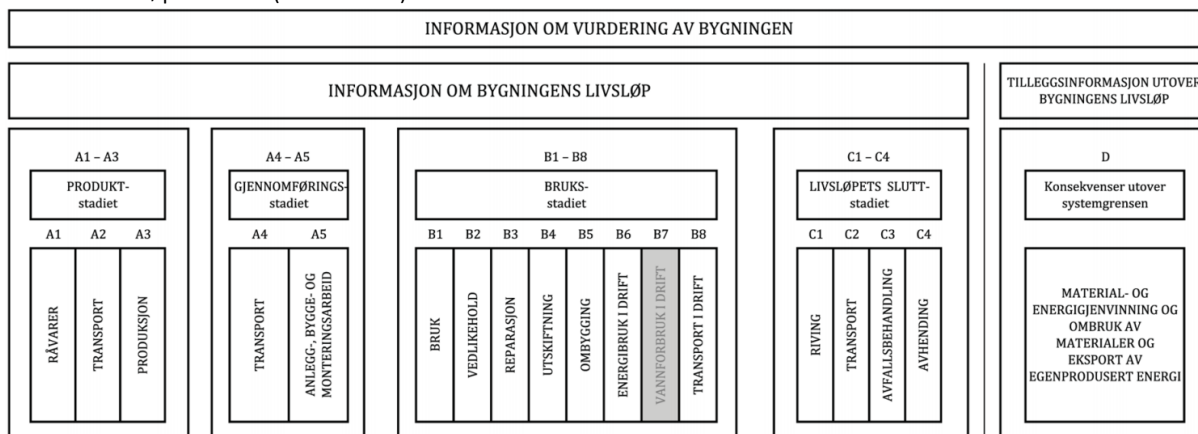 INFORMASJON OM VURDERING AV BYGNINGEN
INFORMASJON OM BYGNINGENS LIVSLØP
TILLEGGSINFORMASJON UTOVER
BYGNINGENS LIVSLØP
A1 – A3
PRODUKT-
stadiet
A1 A2 A3
RÅVARER
TRANSPORT
PRODUKSJON
A4 – A5
GJENNOMFØRINGS-
stadiet
A4 A5
TRANSPORT
ANLEGG-, BYGGE- OG
MONTERINGSARBEID
B1 – B8
BRUKS-
stadiet
B1 B2 B3 B4 B5 B6 B7 B8
BRUK
VEDLIKEHOLD
REPARASJON
UTSKIFTNING
OMBYGGING
ENERGIBRUK I DRIFT
VANNFORBRUK I DRIFT
TRANSPORT I DRIFT
C1 – C4
LIVSLØPETS SLUTT-
stadiet
C1 C2 C3 C4
RIVING
TRANSPORT
AVFALLSBEHANDLING
AVHENDING
D
Konsekvenser utover
systemgrensen
MATERIAL- OG
ENERGIGJENVINNING OG
OMBRUK AV
MATERIALER OG
EKSPORT AV
EGENPRODUSERT ENERGI